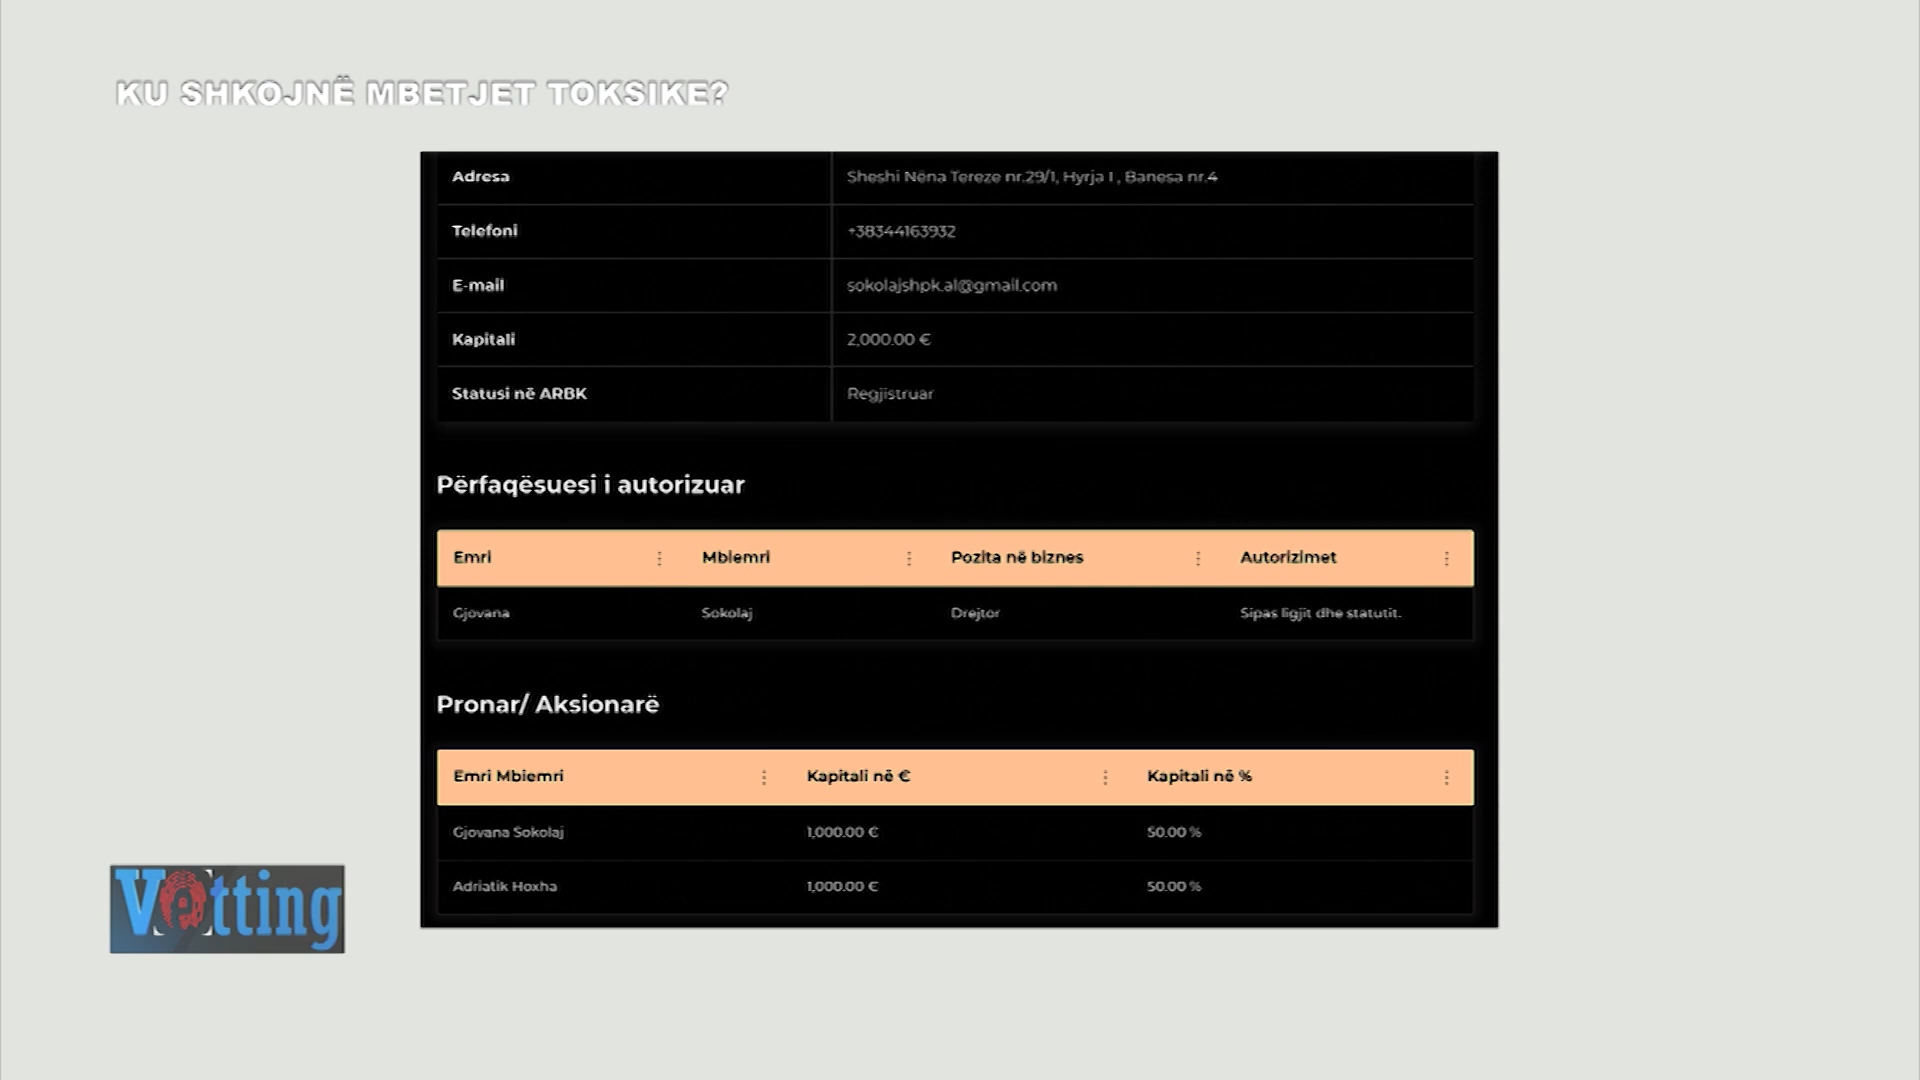 KU SHKOJNË MBETJET TOKSIKE?
Adresa Sheshi Nëna Tereze nr.29/1, Hyrja I , Banesa nr.4
Telefoni +38344163932
E-mail sokolajshpk.al@gmail.com
Kapitali 2,000.00 €
Statusi në ARBK Regjistruar
Përfaqësuesi i autorizuar
Emri Mbiemri Pozita në biznes Autorizimet
Gjovana Sokolaj Drejtor Sipas ligjit dhe statutit.
Pronar/ Aksionarë
Emri Mbiemri Kapitali në € Kapitali në %
Gjovana Sokolaj 1,000.00 € 50.00 %
Adriatik Hoxha 1,000.00 € 50.00 %
Vetting